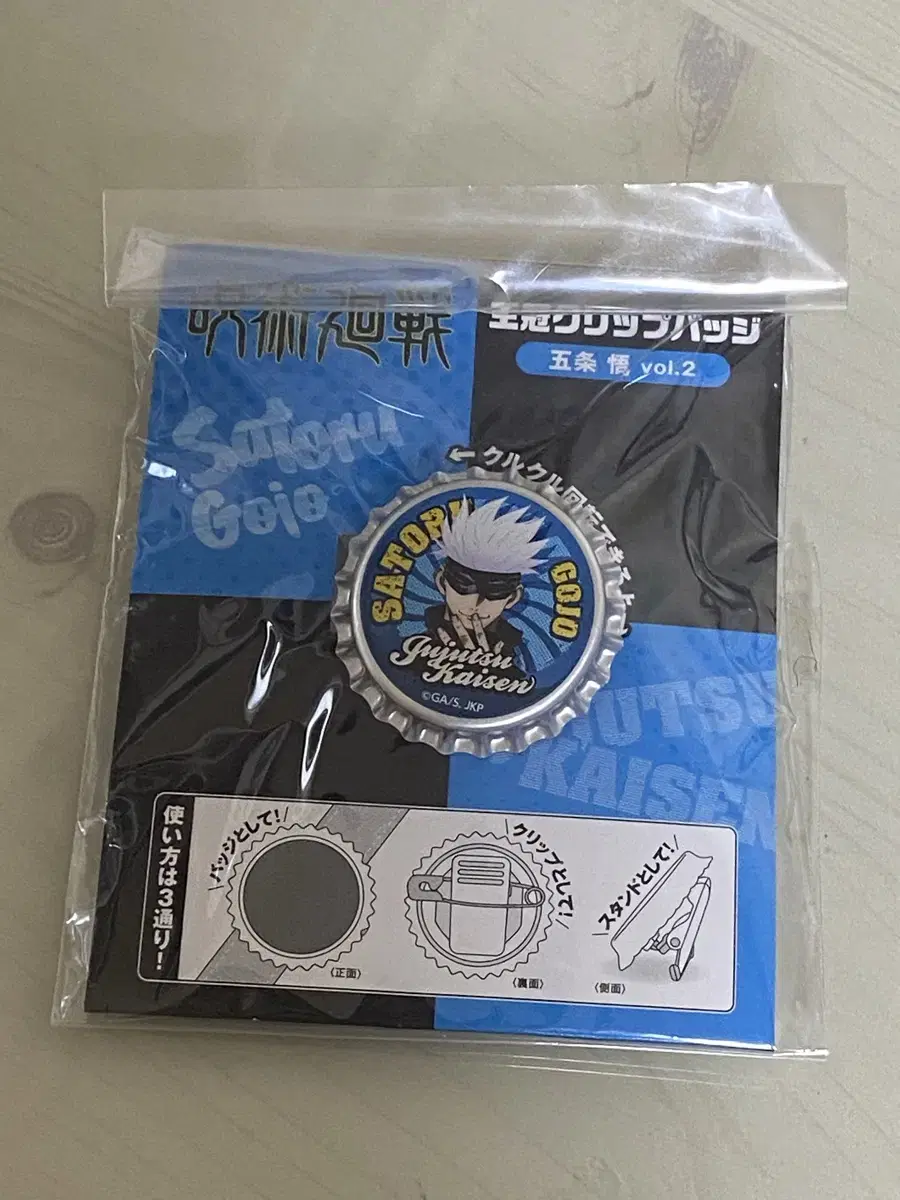 呪術廻戦
王冠クリップバッジ
五条 悟 vol.2
Satoru
Gojo
← クルクル回転できるよ
SATORU
GOJO
Jujutsu
Kaisen
©GA/S, JKP
JUJUTSU
KAISEN
使い方は3通り!
バッジとして!
〈正面〉
クリップとして!
〈裏面〉
スタンドとして!
〈側面〉